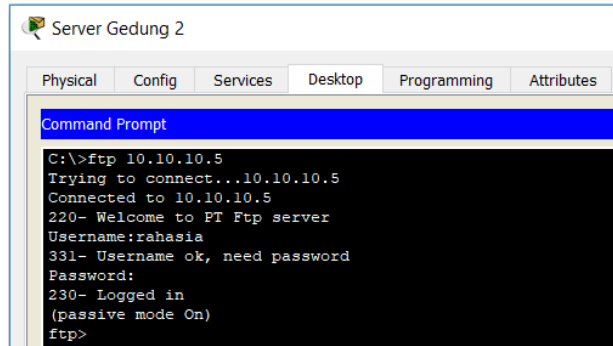 Server Gedung 2
Physical Config Services Desktop Programming Attributes
Command Prompt
C:\>ftp 10.10.10.5
Trying to connect...10.10.10.5
Connected to 10.10.10.5
220- Welcome to PT Ftp server
Username:rahasia
331- Username ok, need password
Password:
230- Logged in
(passive mode On)
ftp>